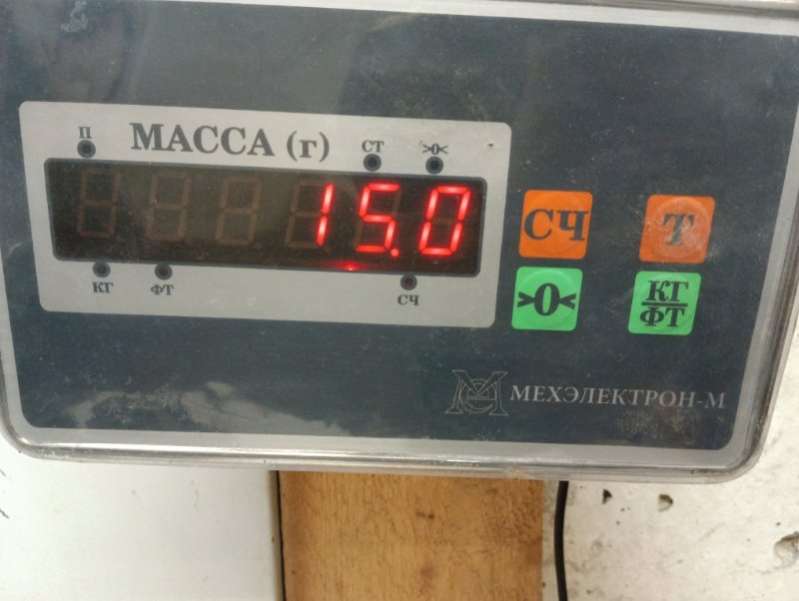 П МАССА (г) СТ >0<
15.0
КГ ФТ СЧ
СЧ Т
>0< КГ
ФТ
МЕХЭЛЕКТРОН-М